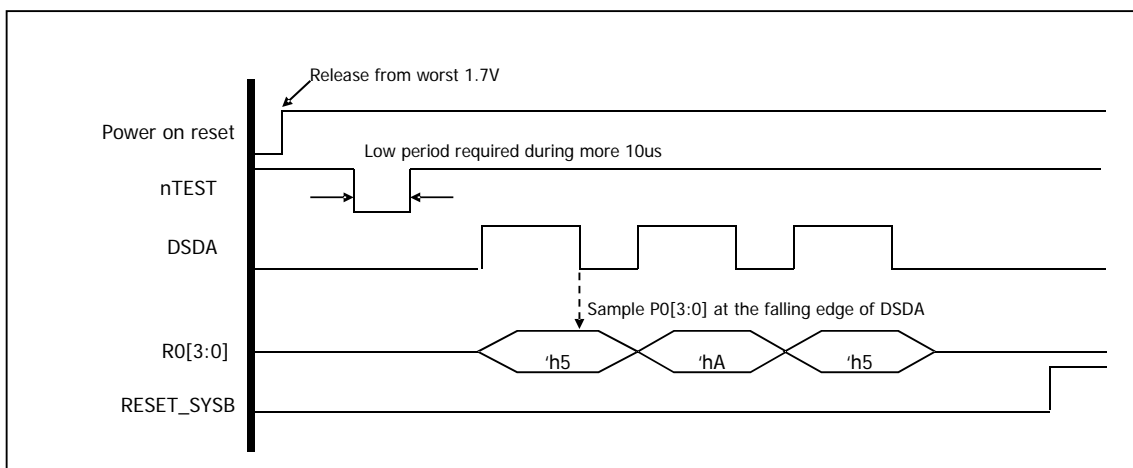 Release from worst 1.7V
Power on reset
Low period required during more 10us
nTEST
DSDA
Sample P0[3:0] at the falling edge of DSDA
R0[3:0]
‘h5
‘hA
‘h5
RESET_SYSB